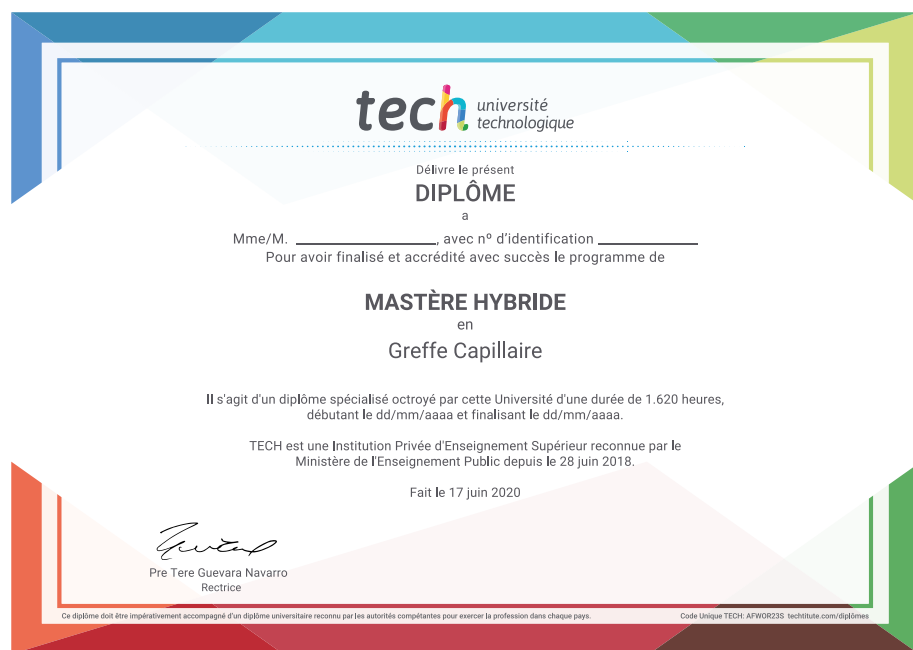 tech université
technologique
Délivre le présent
DIPLÔME
a
Mme/M. ____________________, avec nº d'identification ______________
Pour avoir finalisé et accrédité avec succès le programme de
MASTÈRE HYBRIDE
en
Greffe Capillaire
Il s'agit d'un diplôme spécialisé octroyé par cette Université d'une durée de 1.620 heures,
débutant le dd/mm/aaaa et finalisant le dd/mm/aaaa.
TECH est une Institution Privée d'Enseignement Supérieur reconnue par le
Ministère de l'Enseignement Public depuis le 28 juin 2018.
Fait le 17 juin 2020
Pre Tere Guevara Navarro
Rectrice
Ce diplôme doit être impérativement accompagné d'un diplôme universitaire reconnu par les autorités compétentes pour exercer la profession dans chaque pays.
Code Unique TECH: AFWOR23S techtitute.com/diplômes